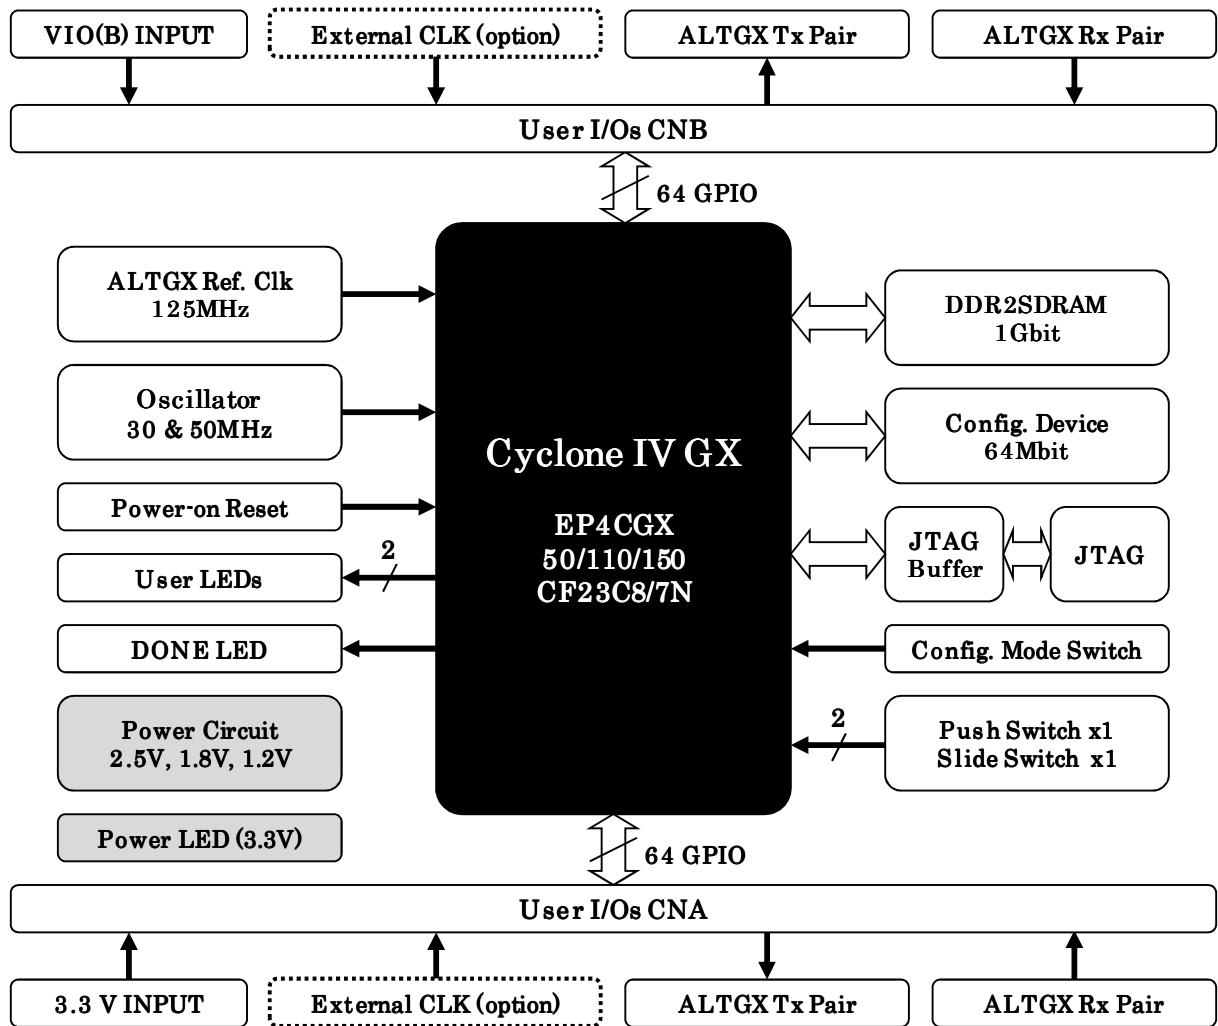 VIO(B) INPUT
External CLK (option)
ALTGX Tx Pair
ALTGX Rx Pair
User I/Os CNB
64 GPIO
ALTGX Ref. Clk
125MHz
Oscillator
30 & 50MHz
Power-on Reset
2
User LEDs
DONE LED
Power Circuit
2.5V, 1.8V, 1.2V
Power LED (3.3V)
Cyclone IV GX
EP4CGX
50/110/150
CF23C8/7N
DDR2SDRAM
1Gbit
Config. Device
64Mbit
JTAG
Buffer
JTAG
Config. Mode Switch
2
Push Switch x1
Slide Switch x1
64 GPIO
User I/Os CNA
3.3 V INPUT
External CLK (option)
ALTGX Tx Pair
ALTGX Rx Pair